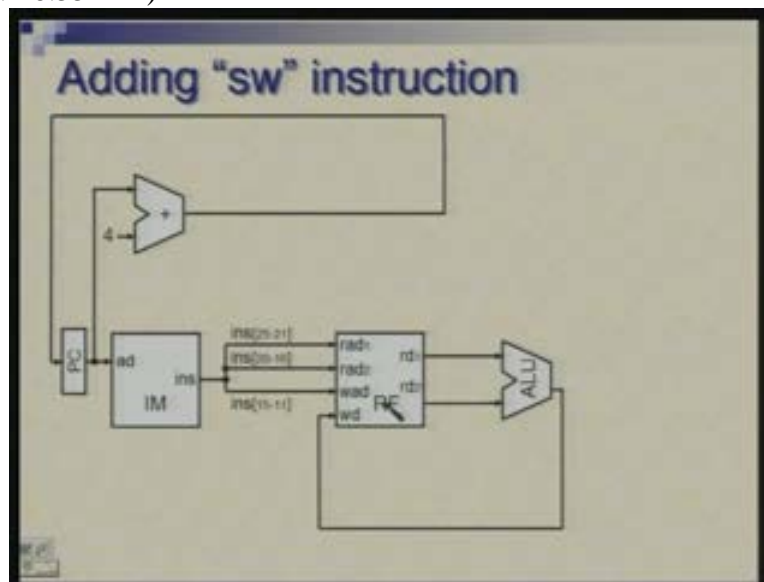 Adding “sw” instruction
+
4
PC
ad
ins
IM
ins[25-21]
ins[20-16]
ins[15-11]
rad1
rad2
wad
wd
rd1
rd2
RF
ALU